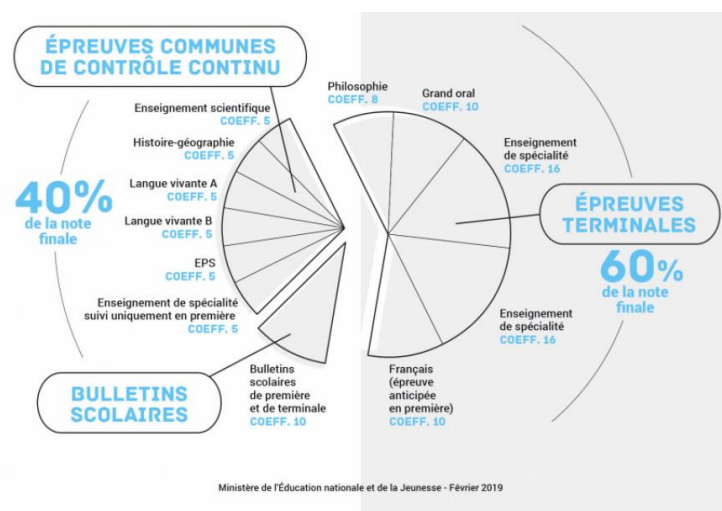 ÉPREUVES COMMUNES
DE CONTRÔLE CONTINU
Enseignement scientifique
COEFF. 5
Histoire-géographie
COEFF. 5
Langue vivante A
COEFF. 5
Langue vivante B
COEFF. 5
EPS
COEFF. 5
Enseignement de spécialité
suivi uniquement en première
COEFF. 5
40%
de la note
finale
BULLETINS
SCOLAIRES
Bulletins
scolaires
de première
et de terminale
COEFF. 10
Philosophie
COEFF. 8
Grand oral
COEFF. 10
Enseignement
de spécialité
COEFF. 16
ÉPREUVES
TERMINALES
60%
de la note
finale
Enseignement
de spécialité
COEFF. 16
Français
(épreuve
anticipée
en première)
COEFF. 10
Ministère de l'Éducation nationale et de la Jeunesse - Février 2019